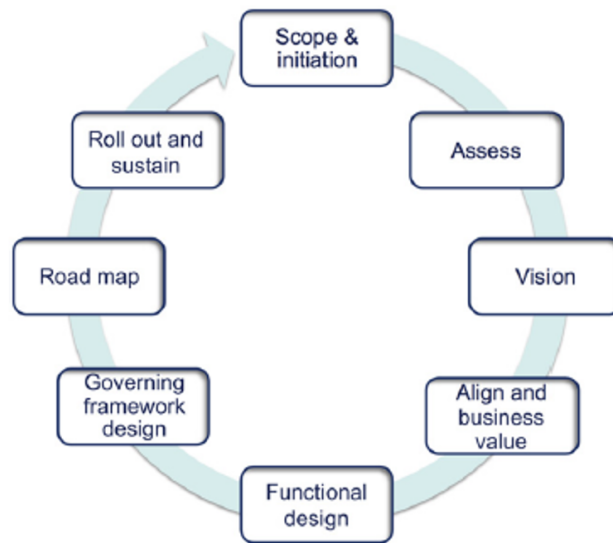 Scope &
initiation
Assess
Vision
Align and
business
value
Functional
design
Governing
framework
design
Road map
Roll out and
sustain